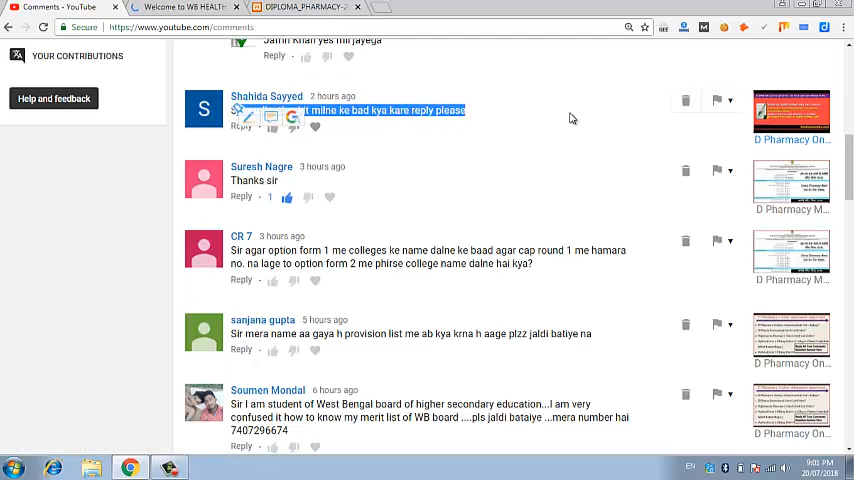 Comments - YouTube
Welcome to WB HEALTH
DIPLOMA_PHARMACY-2
Secure
https://www.youtube.com/comments
YOUR CONTRIBUTIONS
Help and feedback
Jamil Khan yes mil jayega
Reply
Shahida Sayyed 2 hours ago
milne ke bad kya kare reply please
Reply
D Pharmacy On...
Suresh Nagre 3 hours ago
Thanks sir
Reply 1
D Pharmacy M...
CR 7 3 hours ago
Sir agar option form 1 me colleges ke name dalne ke baad agar cap round 1 me hamara
no. na lage to option form 2 me phirse college name dalne hai kya?
Reply
D Pharmacy M...
sanjana gupta 5 hours ago
Sir mera name aa gaya h provision list me ab kya krna h aage plzz jaldi batiye na
Reply
D Pharmacy On...
Soumen Mondal 6 hours ago
Sir I am student of West Bengal board of higher secondary education...I am very
confused it how to know my merit list of WB board ....pls jaldi bataiye ...mera number hai
7407296674
Reply
D Pharmacy On...
EN
9:01 PM
20/07/2018